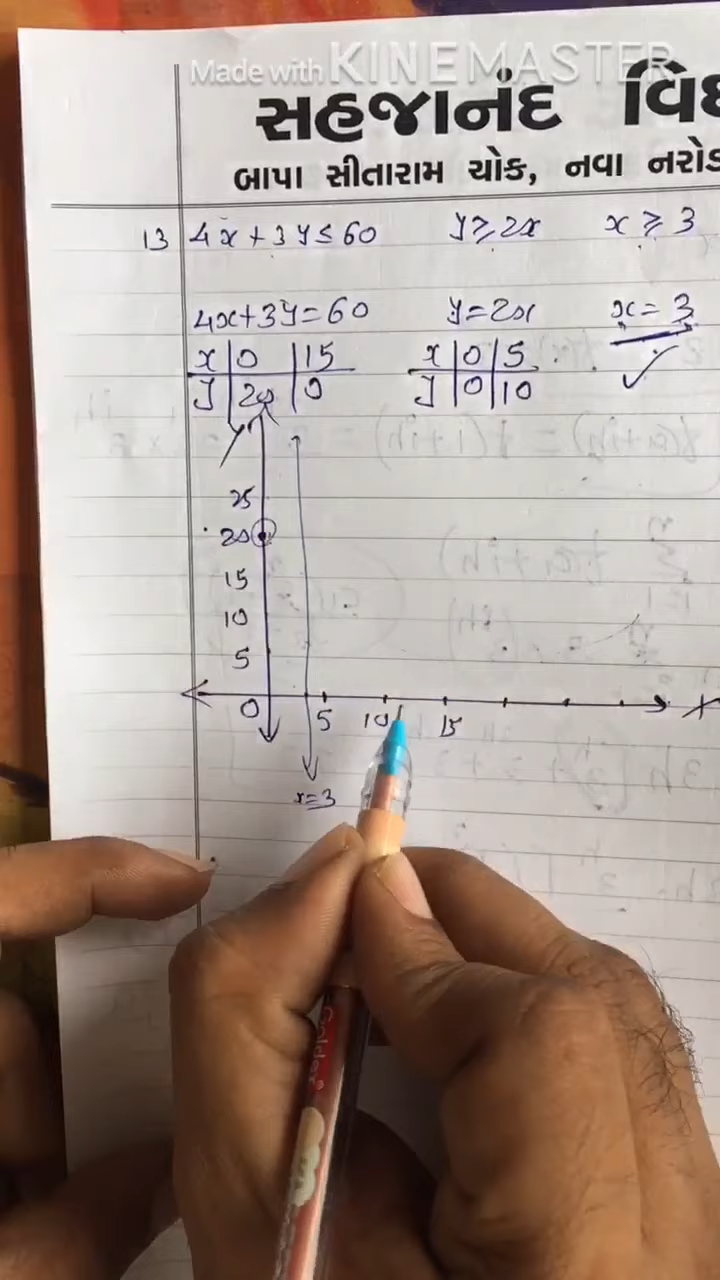 Made with KINEMASTER
સહજાનંદ
બાપા સીતારામ ચોક, નવા
13 4x+3y≤60 y≥2x x≥3
4x+3y=60 y=2x x=3
x 0 15 x 0 5
y 20 0 y 0 10
25
20
15
10
5
0 5 10 15 x
x=3